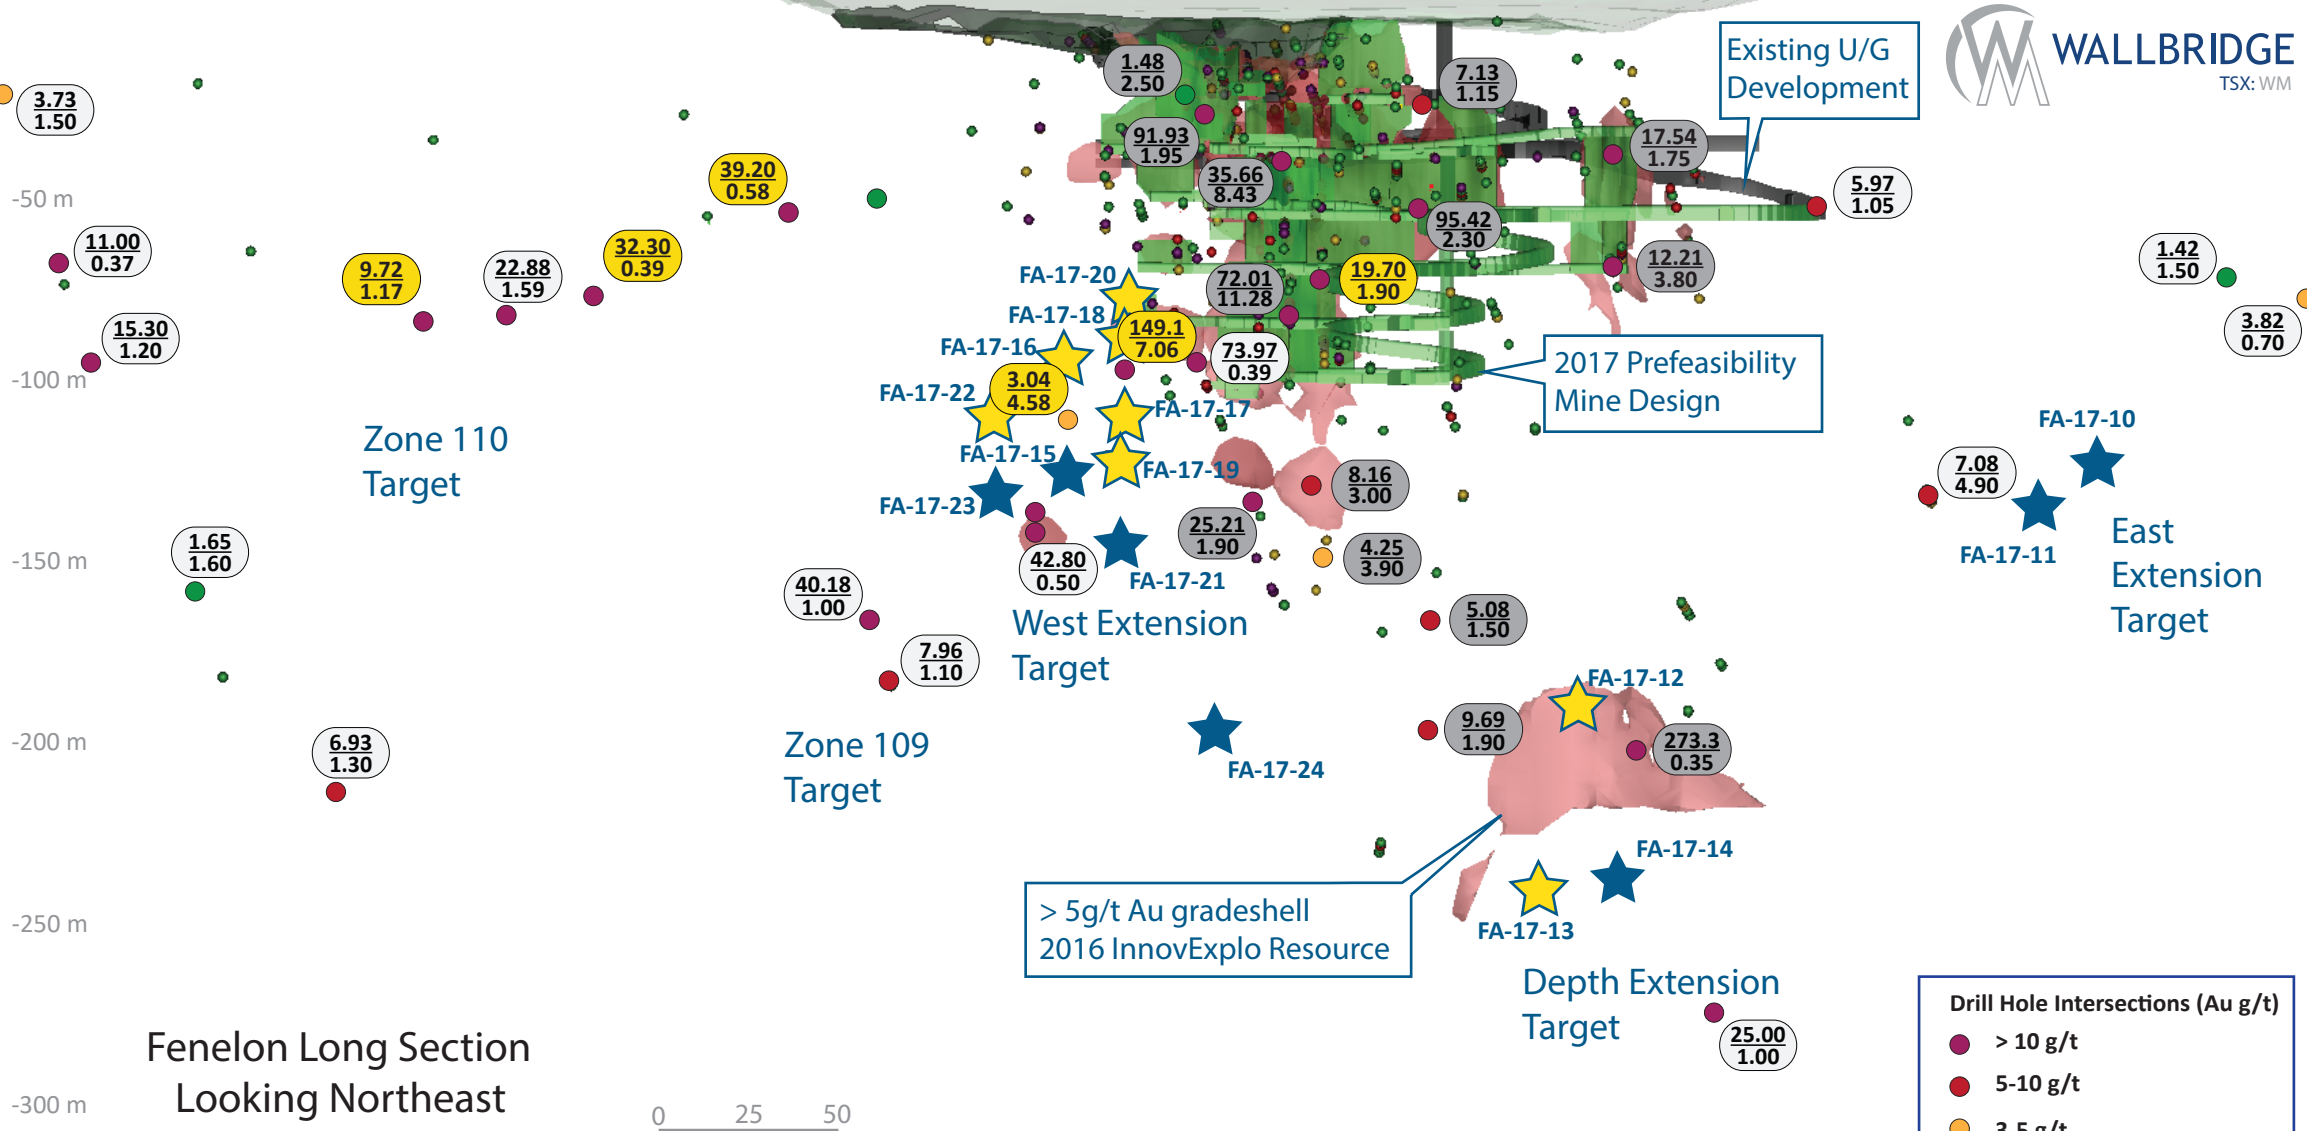 WALLBRIDGE
TSX: WM
Existing U/G
Development
1.48
2.50
7.13
1.15
3.73
1.50
91.93
1.95
17.54
1.75
39.20
0.58
35.66
8.43
5.97
1.05
-50 m
95.42
2.30
11.00
0.37
32.30
0.39
9.72
1.17
22.88
1.59
FA-17-20
72.01
11.28
19.70
1.90
12.21
3.80
1.42
1.50
FA-17-18
149.1
7.06
15.30
1.20
FA-17-16
73.97
0.39
3.82
0.70
2017 Prefeasibility
Mine Design
-100 m
3.04
4.58
FA-17-22
FA-17-17
FA-17-10
Zone 110
Target
FA-17-15
FA-17-19
8.16
3.00
7.08
4.90
FA-17-23
25.21
1.90
East
Extension
Target
FA-17-11
1.65
1.60
-150 m
42.80
0.50
4.25
3.90
FA-17-21
40.18
1.00
West Extension
Target
5.08
1.50
7.96
1.10
FA-17-12
-200 m
6.93
1.30
Zone 109
Target
9.69
1.90
273.3
0.35
FA-17-24
FA-17-14
> 5g/t Au gradeshell
2016 InnovExplo Resource
-250 m
FA-17-13
Depth Extension
Target
25.00
1.00
Fenelon Long Section
Looking Northeast
-300 m
0 25 50
Drill Hole Intersections (Au g/t)
> 10 g/t
5-10 g/t
3-5 g/t